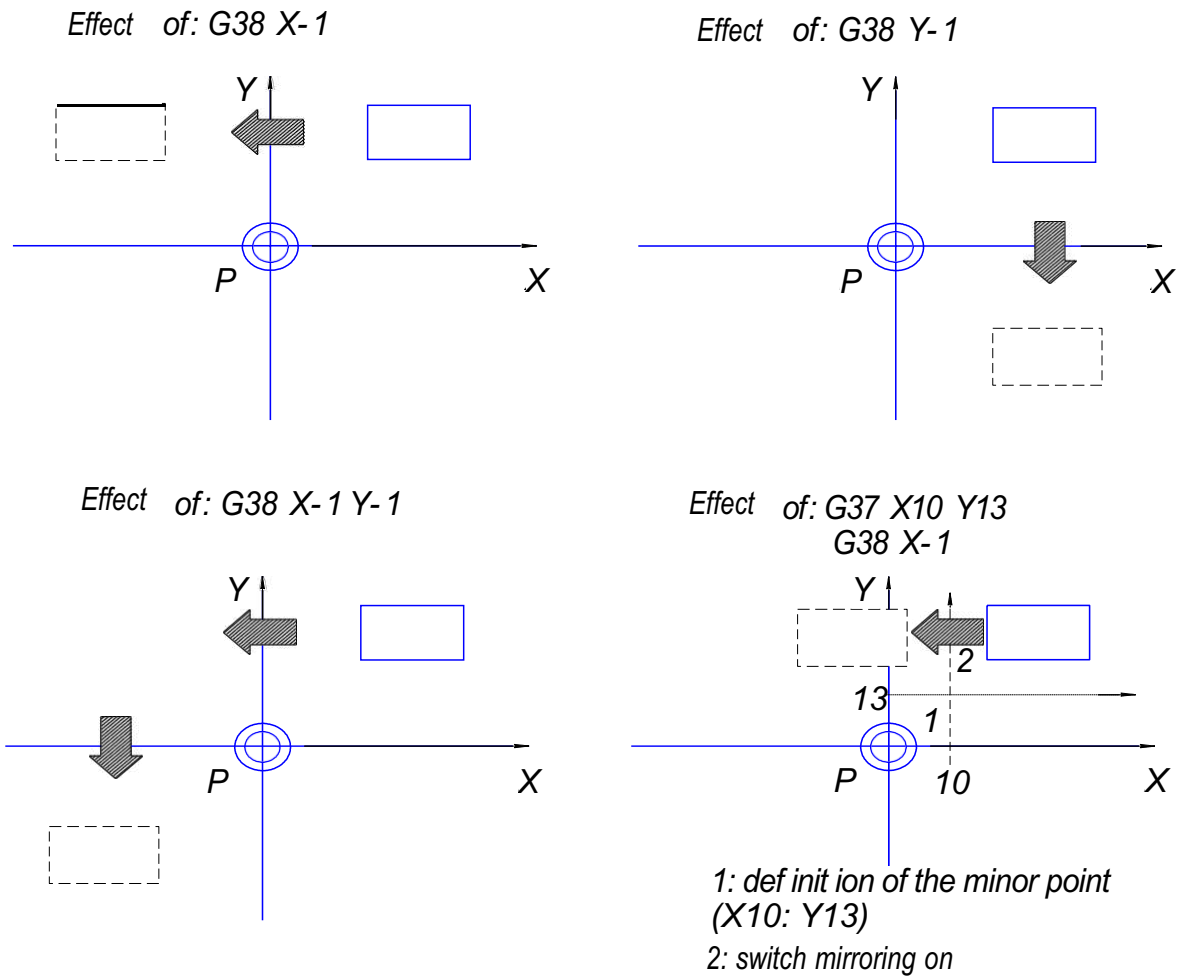 Effect of: G38 X-1
Y
P
X
Effect of: G38 Y-1
Y
P
X
Effect of: G38 X-1 Y-1
Y
P
X
Effect of: G37 X10 Y13
G38 X-1
Y
2
13
1
P
10
X
1: def init ion of the minor point
(X10: Y13)
2: switch mirroring on